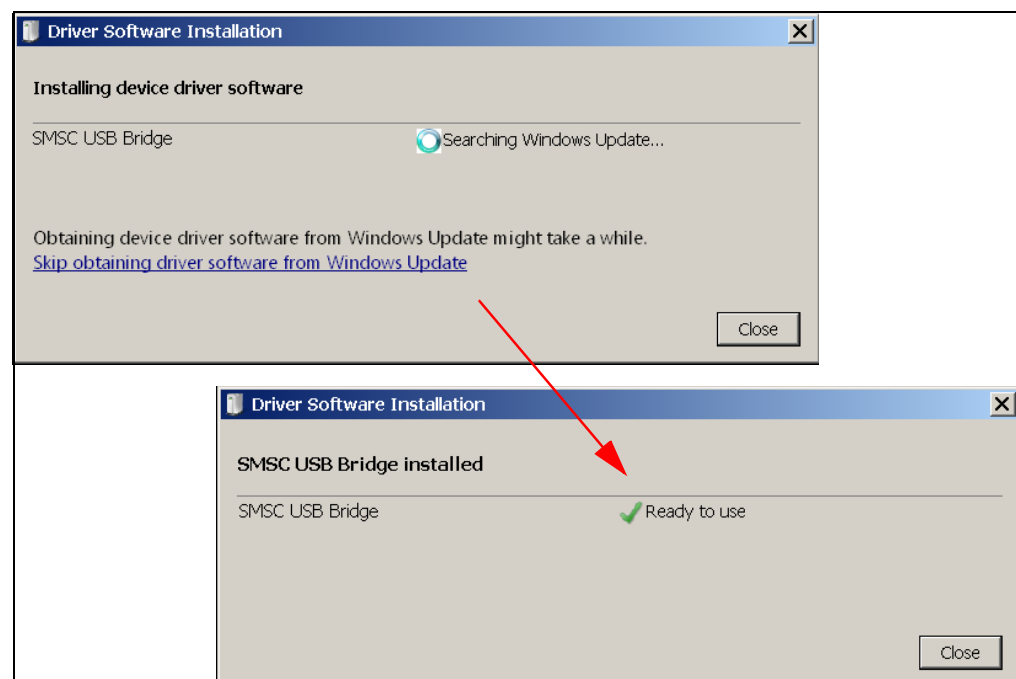 Driver Software Installation
Installing device driver software
SMSC USB Bridge Searching Windows Update...
Obtaining device driver software from Windows Update might take a while.
Skip obtaining driver software from Windows Update
Close
Driver Software Installation
SMSC USB Bridge installed
SMSC USB Bridge Ready to use
Close